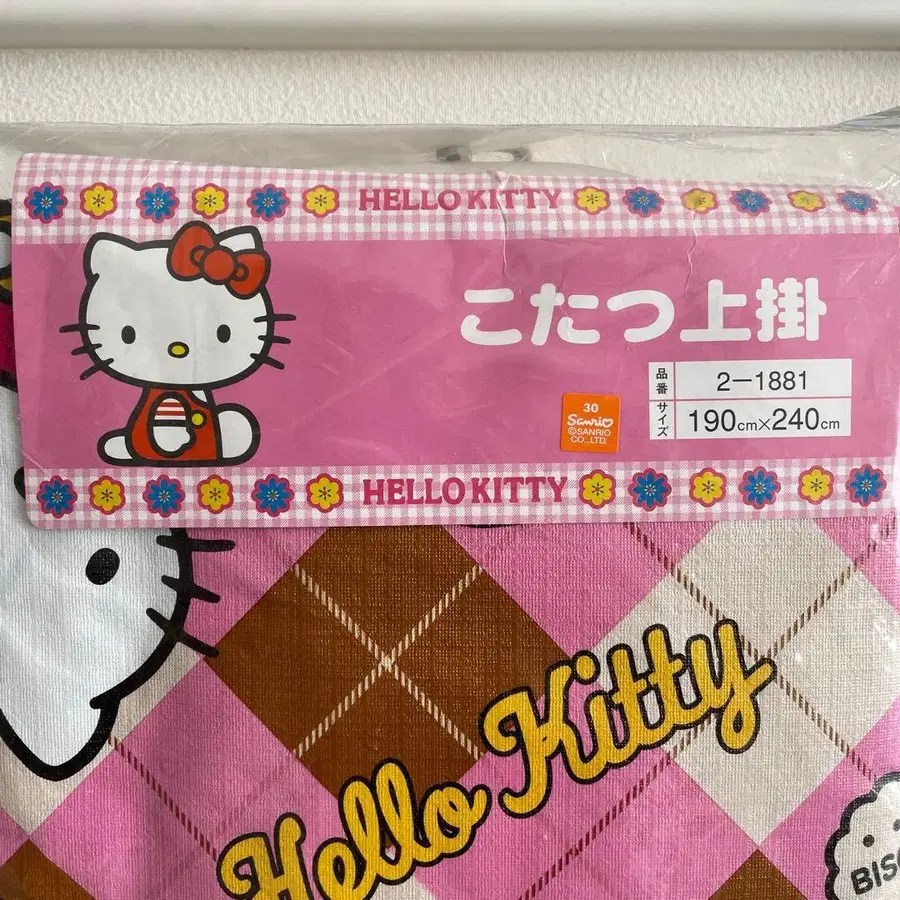 HELLO KITTY
こたつ上掛
品番 2-1881
サイズ 190cm×240cm
30
Sanrio
©SANRIO
CO.,LTD.
HELLO KITTY
Hello Kitty